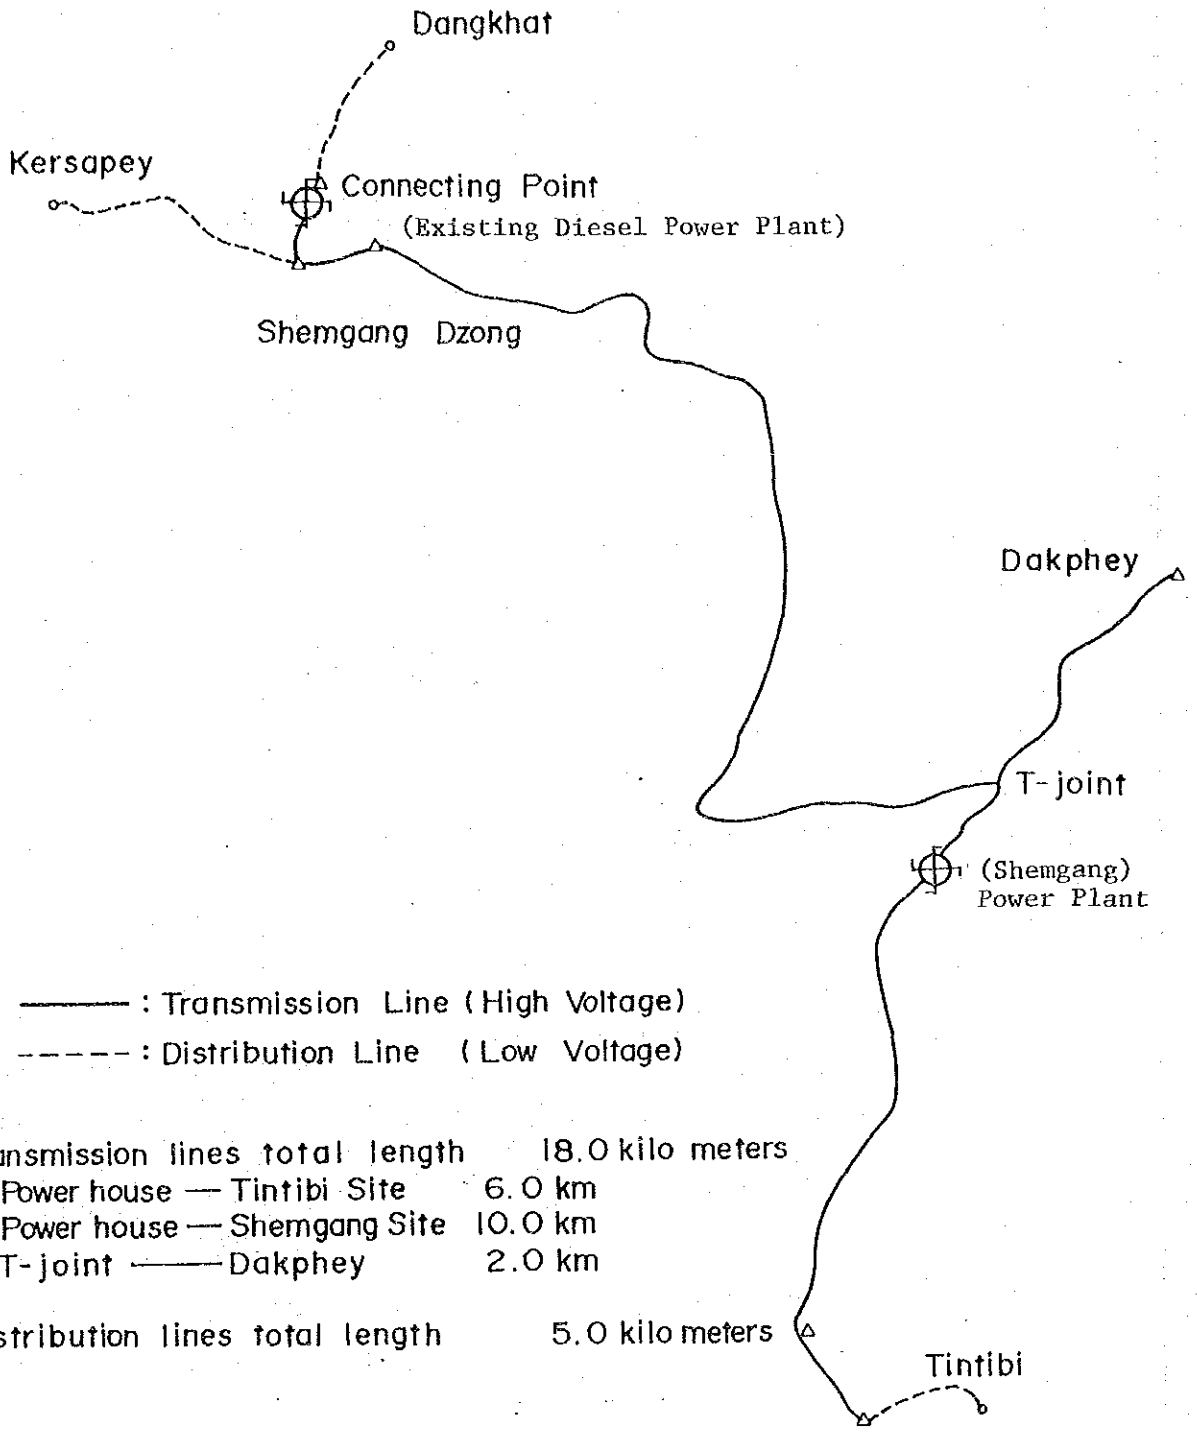 Dangkhat
Kersapey
Connecting Point
(Existing Diesel Power Plant)
Shemgang Dzong
Dakphey
T-joint
(Shemgang)
Power Plant
: Transmission Line (High Voltage)
: Distribution Line (Low Voltage)
lines total length 18.0 kilo meters
Power house — Tintibi Site 6.0 km
Power house — Shemgang Site 10.0 km
T-joint — Dakphey 2.0 km
lines total length 5.0 kilo meters
Tintibi